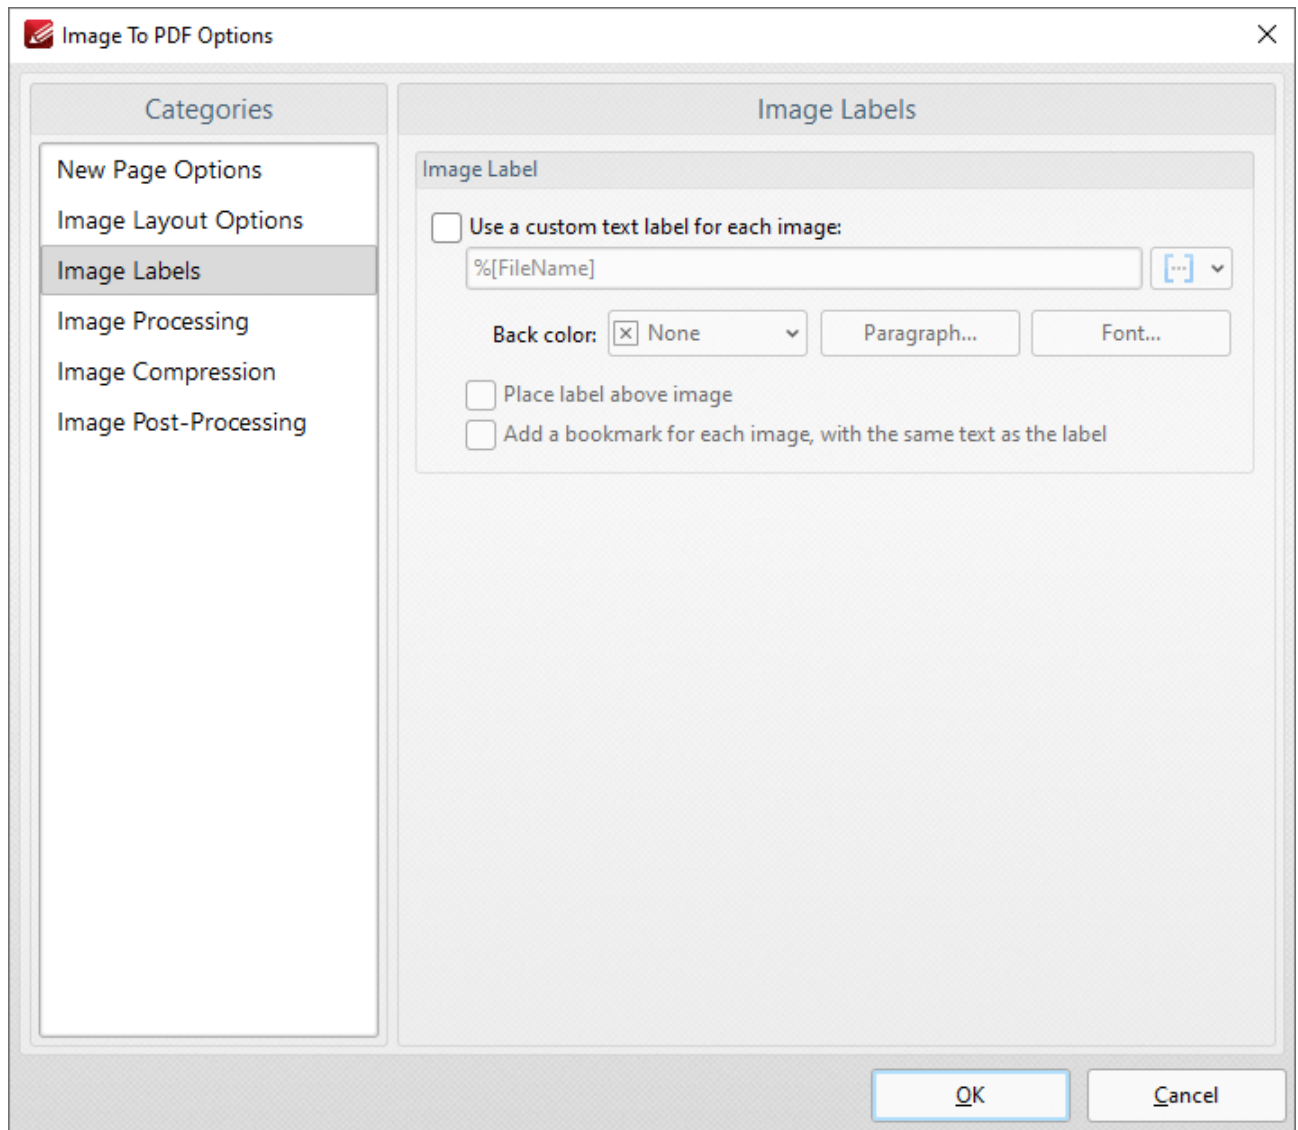 Image To PDF Options
Categories
New Page Options
Image Layout Options
Image Labels
Image Processing
Image Compression
Image Post-Processing
Image Labels
Image Label
Use a custom text label for each image:
%[FileName]
Back color: None Paragraph... Font...
Place label above image
Add a bookmark for each image, with the same text as the label
OK Cancel